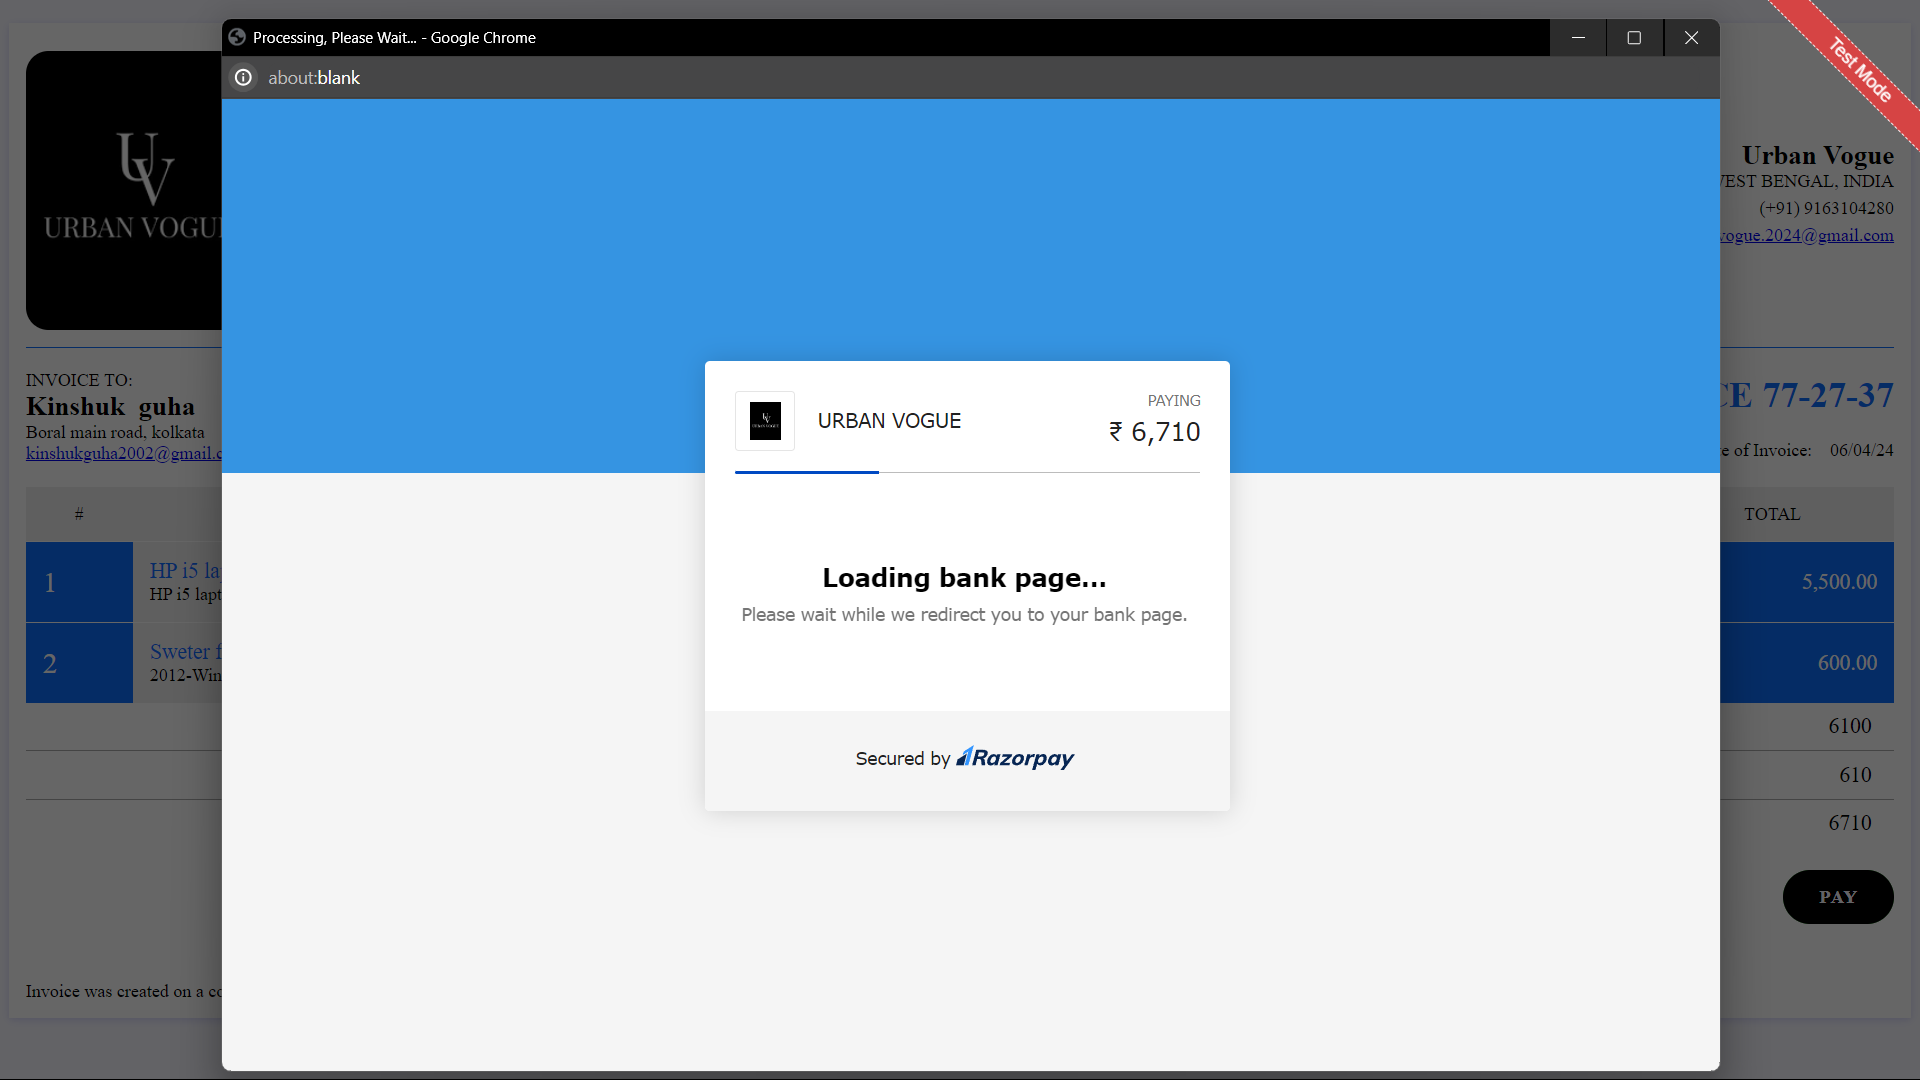 Processing, Please Wait... - Google Chrome
about:blank
Test Mode
UV
URBAN VOGU
Urban Vogue
EST BENGAL, INDIA
(+91) 9163104280
vogue.2024@gmail.com
INVOICE TO:
Kinshuk guha
Boral main road, kolkata
kinshukguha2002@gmail.c
CE 77-27-37
e of Invoice: 06/04/24
URBAN VOGUE
PAYING
₹ 6,710
Loading bank page...
Please wait while we redirect you to your bank page.
Secured by Razorpay
# TOTAL
1 HP i5 la 5,500.00
HP i5 lapt
2 Sweter f 600.00
2012-Win
6100
610
6710
PAY
Invoice was created on a co